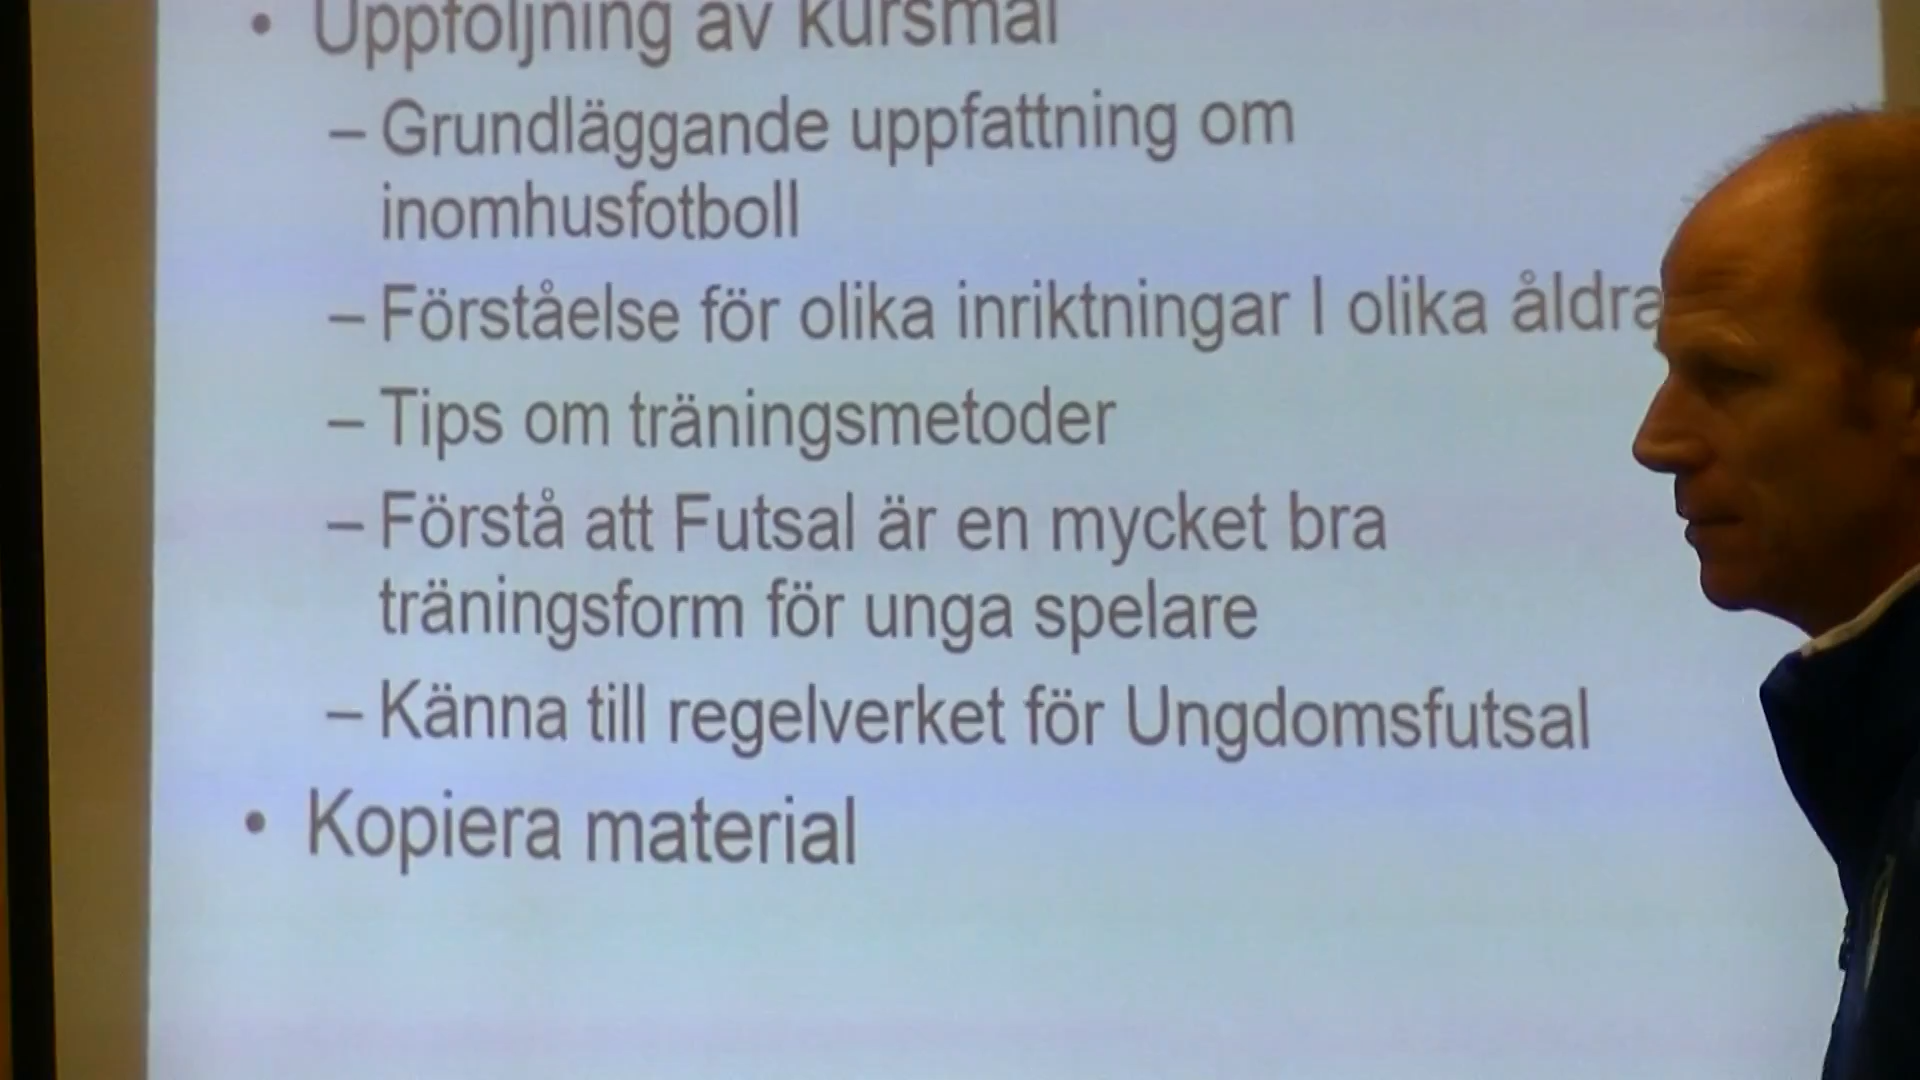 • Uppföljning av kursmål
– Grundläggande uppfattning om
inomhusfotboll
– Förståelse för olika inriktningar I olika åldra
– Tips om träningsmetoder
– Förstå att Futsal är en mycket bra
träningsform för unga spelare
– Känna till regelverket för Ungdomsfutsal
• Kopiera material